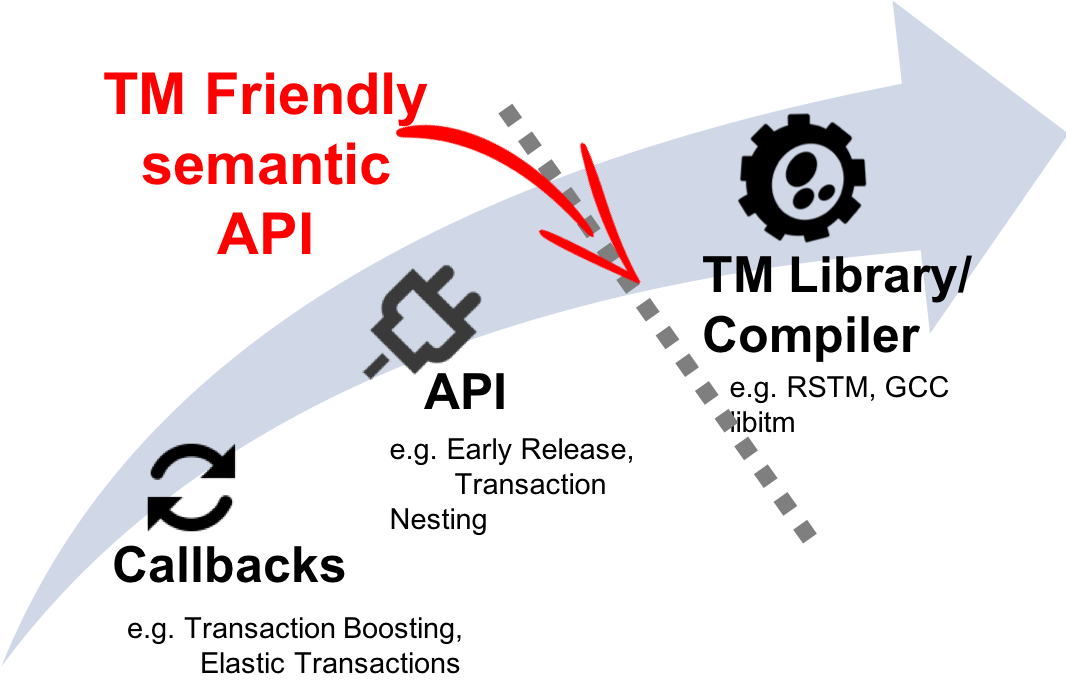 TM Friendly
semantic
API
TM Library/
Compiler
e.g. RSTM, GCC
libitm
API
e.g. Early Release,
Transaction
Nesting
Callbacks
e.g. Transaction Boosting,
Elastic Transactions